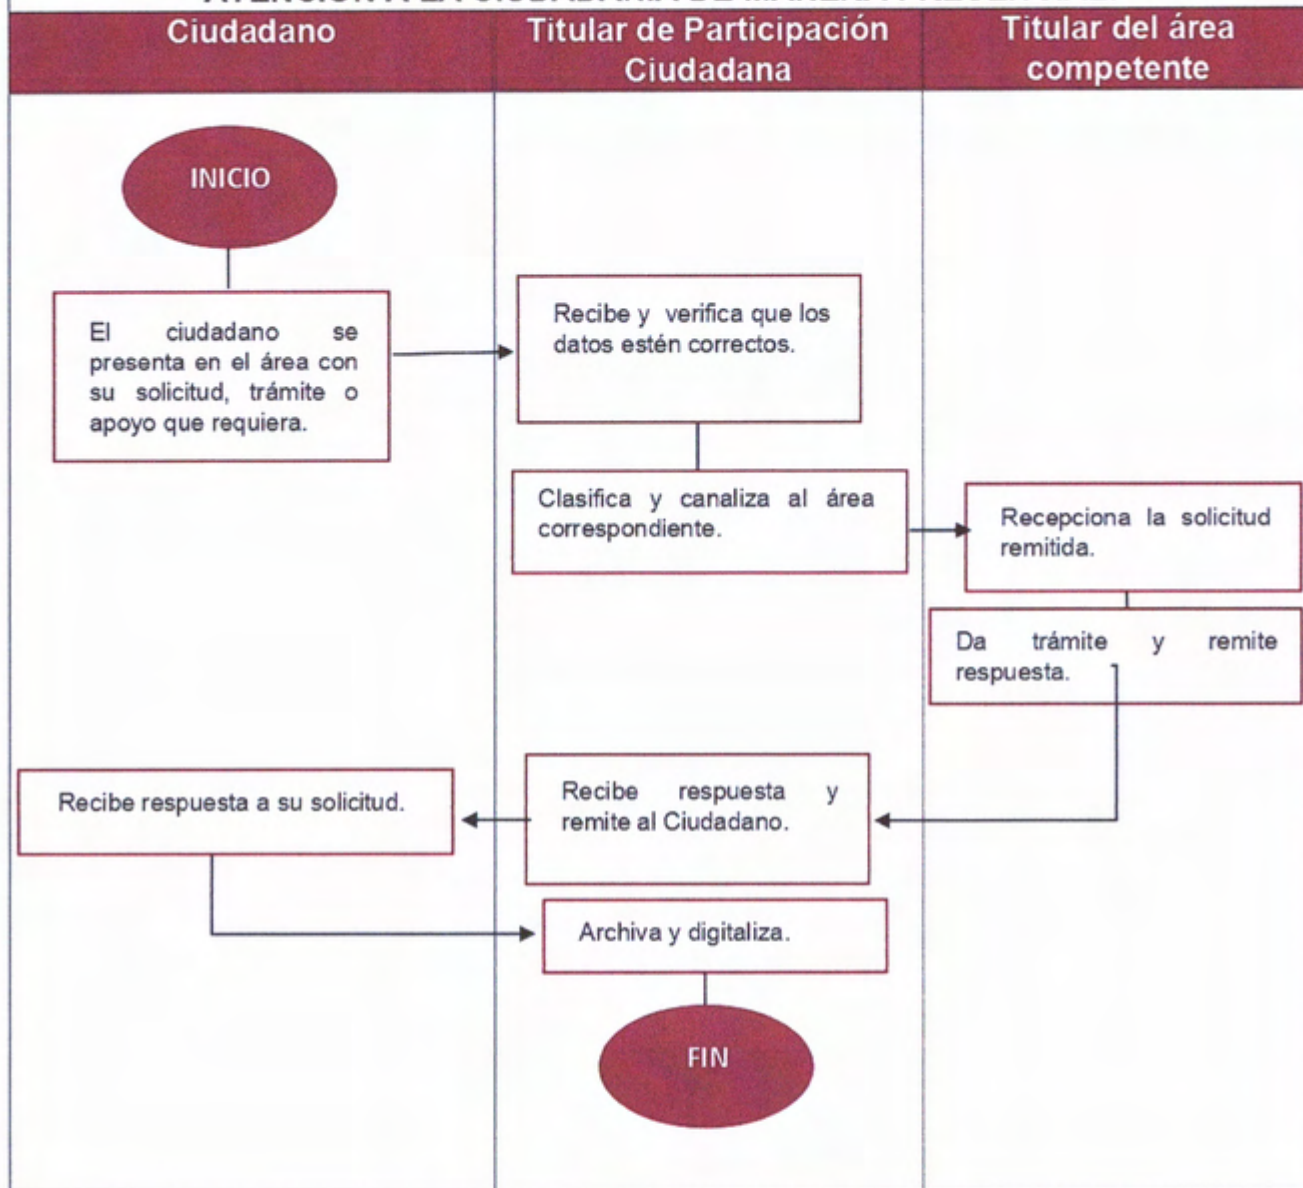 Ciudadano
Titular de Participación
Ciudadana
Titular del área
competente
INICIO
El ciudadano se
presenta en el área con
su solicitud, trámite o
apoyo que requiera.
Recibe y verifica que los
datos estén correctos.
Clasifica y canaliza al área
correspondiente.
Recepciona la solicitud
remitida.
Da trámite y remite
respuesta.
Recibe respuesta y
remite al Ciudadano.
Recibe respuesta a su solicitud.
Archiva y digitaliza.
FIN